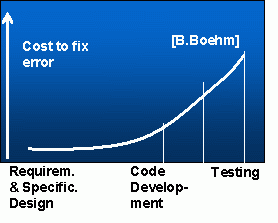 Cost to fix
error
[B.Boehm]
Requirem.
& Specific.
Design
Code
Develop-
ment
Testing